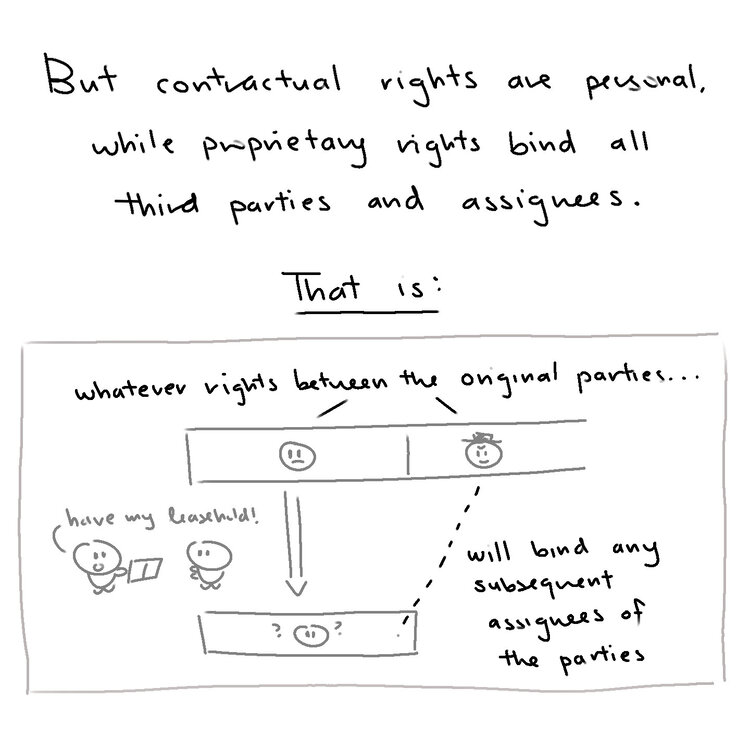 But contractual rights are personal,
while proprietary rights bind all
third parties and assignees.
That is:
whatever rights between the original parties...
have my leasehold!
will bind any
subsequent
assignees of
the parties
? ?